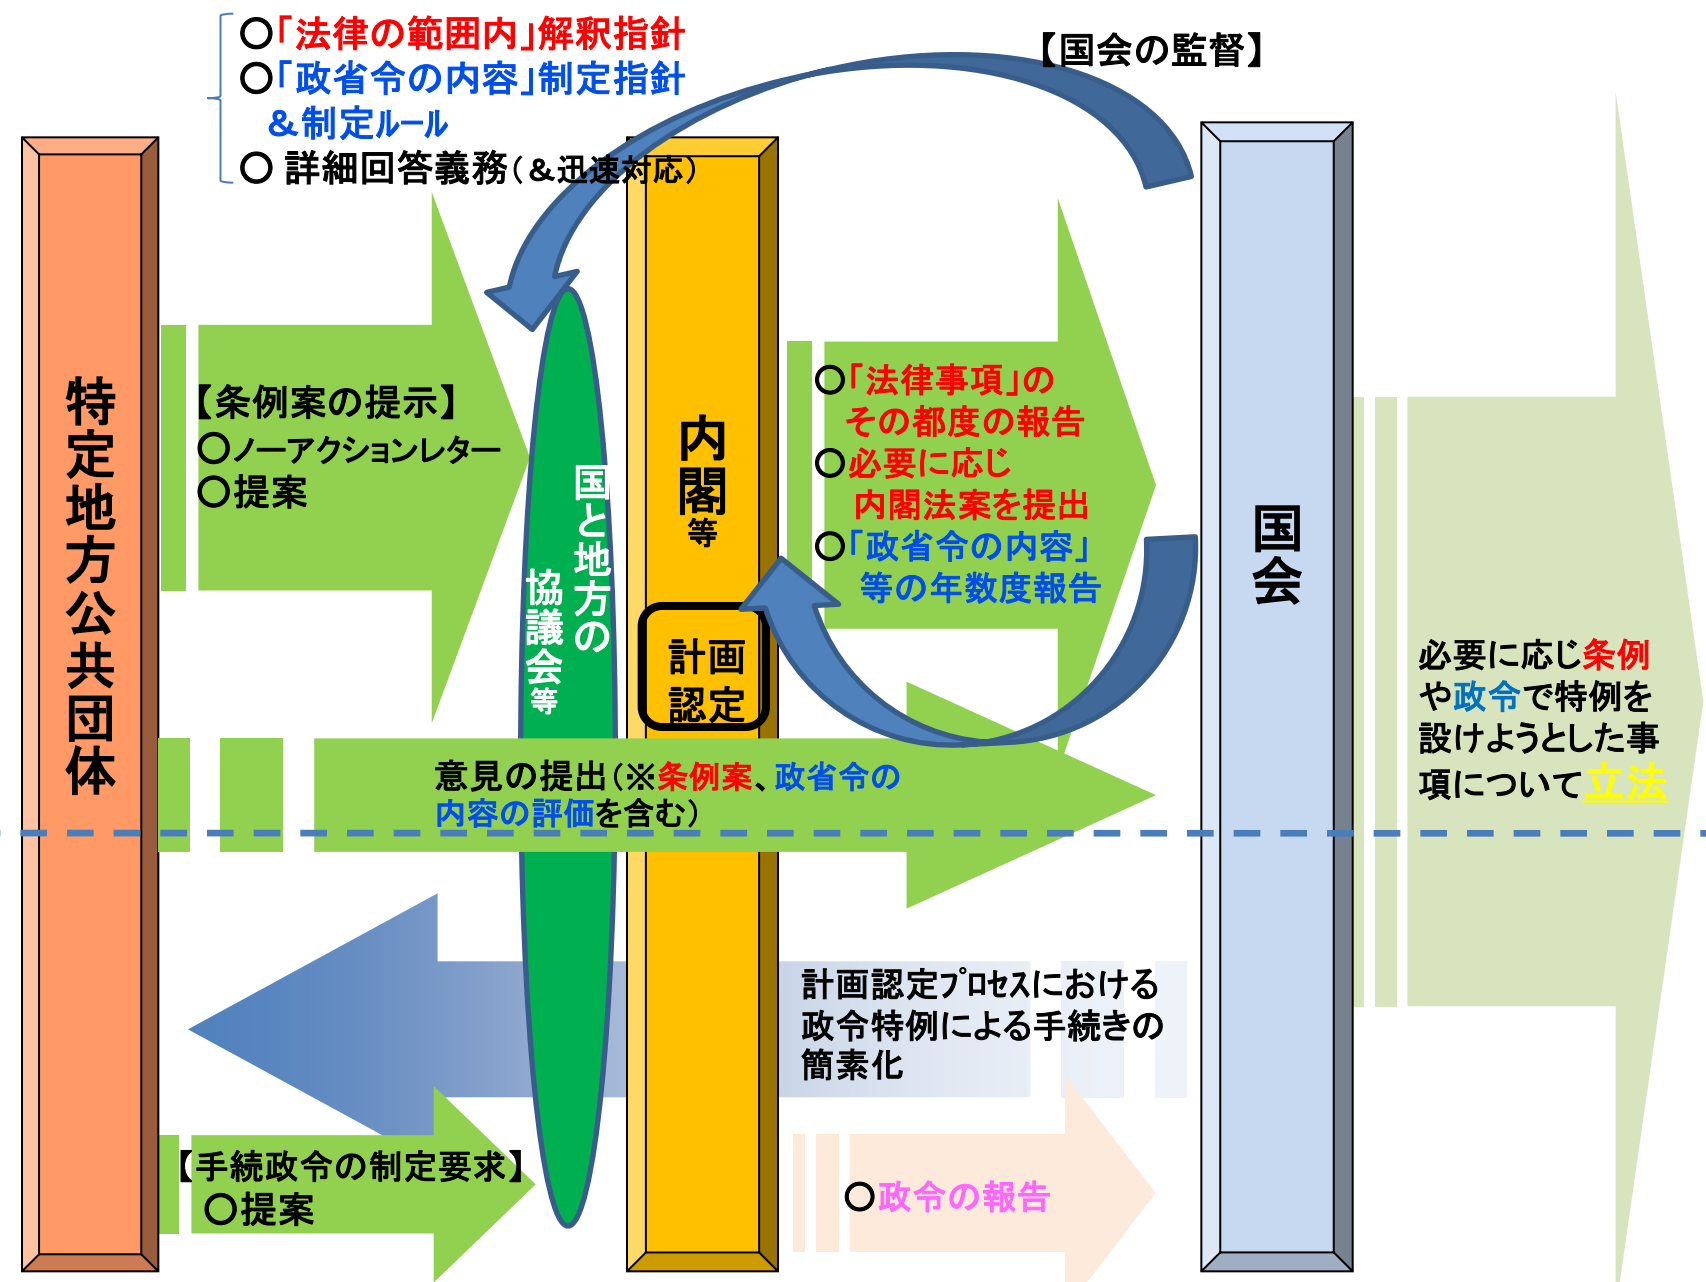 〇「法律の範囲内」解釈指針
〇「政省令の内容」制定指針
＆制定ルール
〇 詳細回答義務（＆迅速対応）
【国会の監督】
特定地方公共団体
【条例案の提示】
〇ノーアクションレター
〇提案
国と地方の
協議会等
内閣等
計画
認定
〇「法律事項」の
その都度の報告
〇必要に応じ
内閣法案を提出
〇「政省令の内容」
等の年数度報告
国会
必要に応じ条例
や政令で特例を
設けようとした事
項について立法
意見の提出（※条例案、政省令の
内容の評価を含む）
計画認定プロセスにおける
政令特例による手続きの
簡素化
【手続政令の制定要求】
〇提案
〇政令の報告